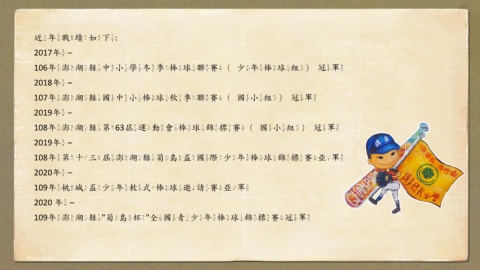 近年戰績如下:
2017年–
106年澎湖縣中小學冬季棒球聯賽(少年棒球組) 冠軍
2018年–
107年澎湖縣國中小棒球秋季聯賽(國小組) 冠軍
2019年–
108年澎湖縣第63屆運動會棒球錦標賽(國小組) 冠軍
2019年–
108年第十三屆澎湖縣菊島盃國際少年棒球錦標賽亞軍
2020年–
109年桃城盃少年軟式棒球邀請賽亞軍
2020 年–
109年澎湖縣"菊島杯"全國青少年棒球錦標賽冠軍